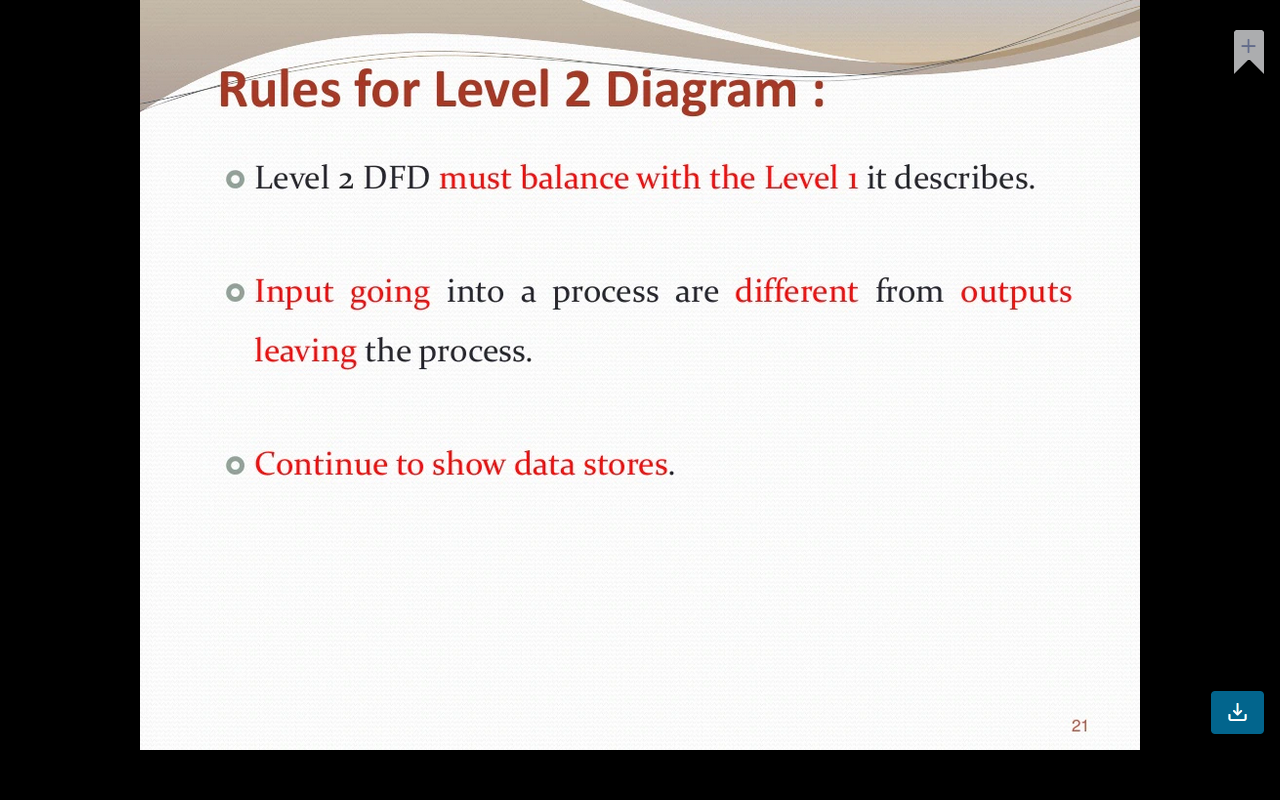 Rules for Level 2 Diagram :
Level 2 DFD must balance with the Level 1 it describes.
Input going into a process are different from outputs
leaving the process.
Continue to show data stores.
21